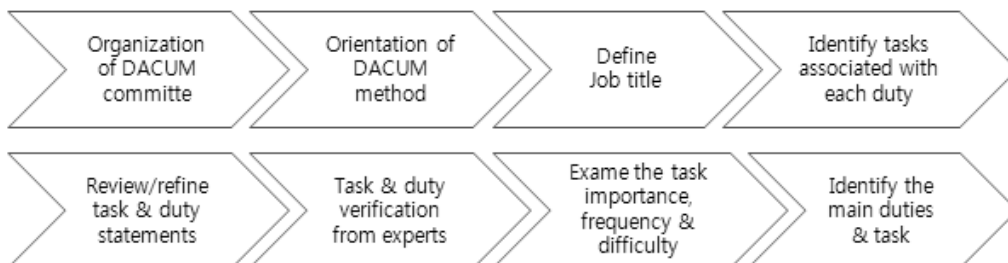 Organization
of DACUM
committe
Orientation of
DACUM
method
Define
Job title
Identify tasks
associated with
each duty
Review/refine
task & duty
statements
Task & duty
verification
from experts
Exame the task
importance,
frequency &
difficulty
Identify the
main duties
& task